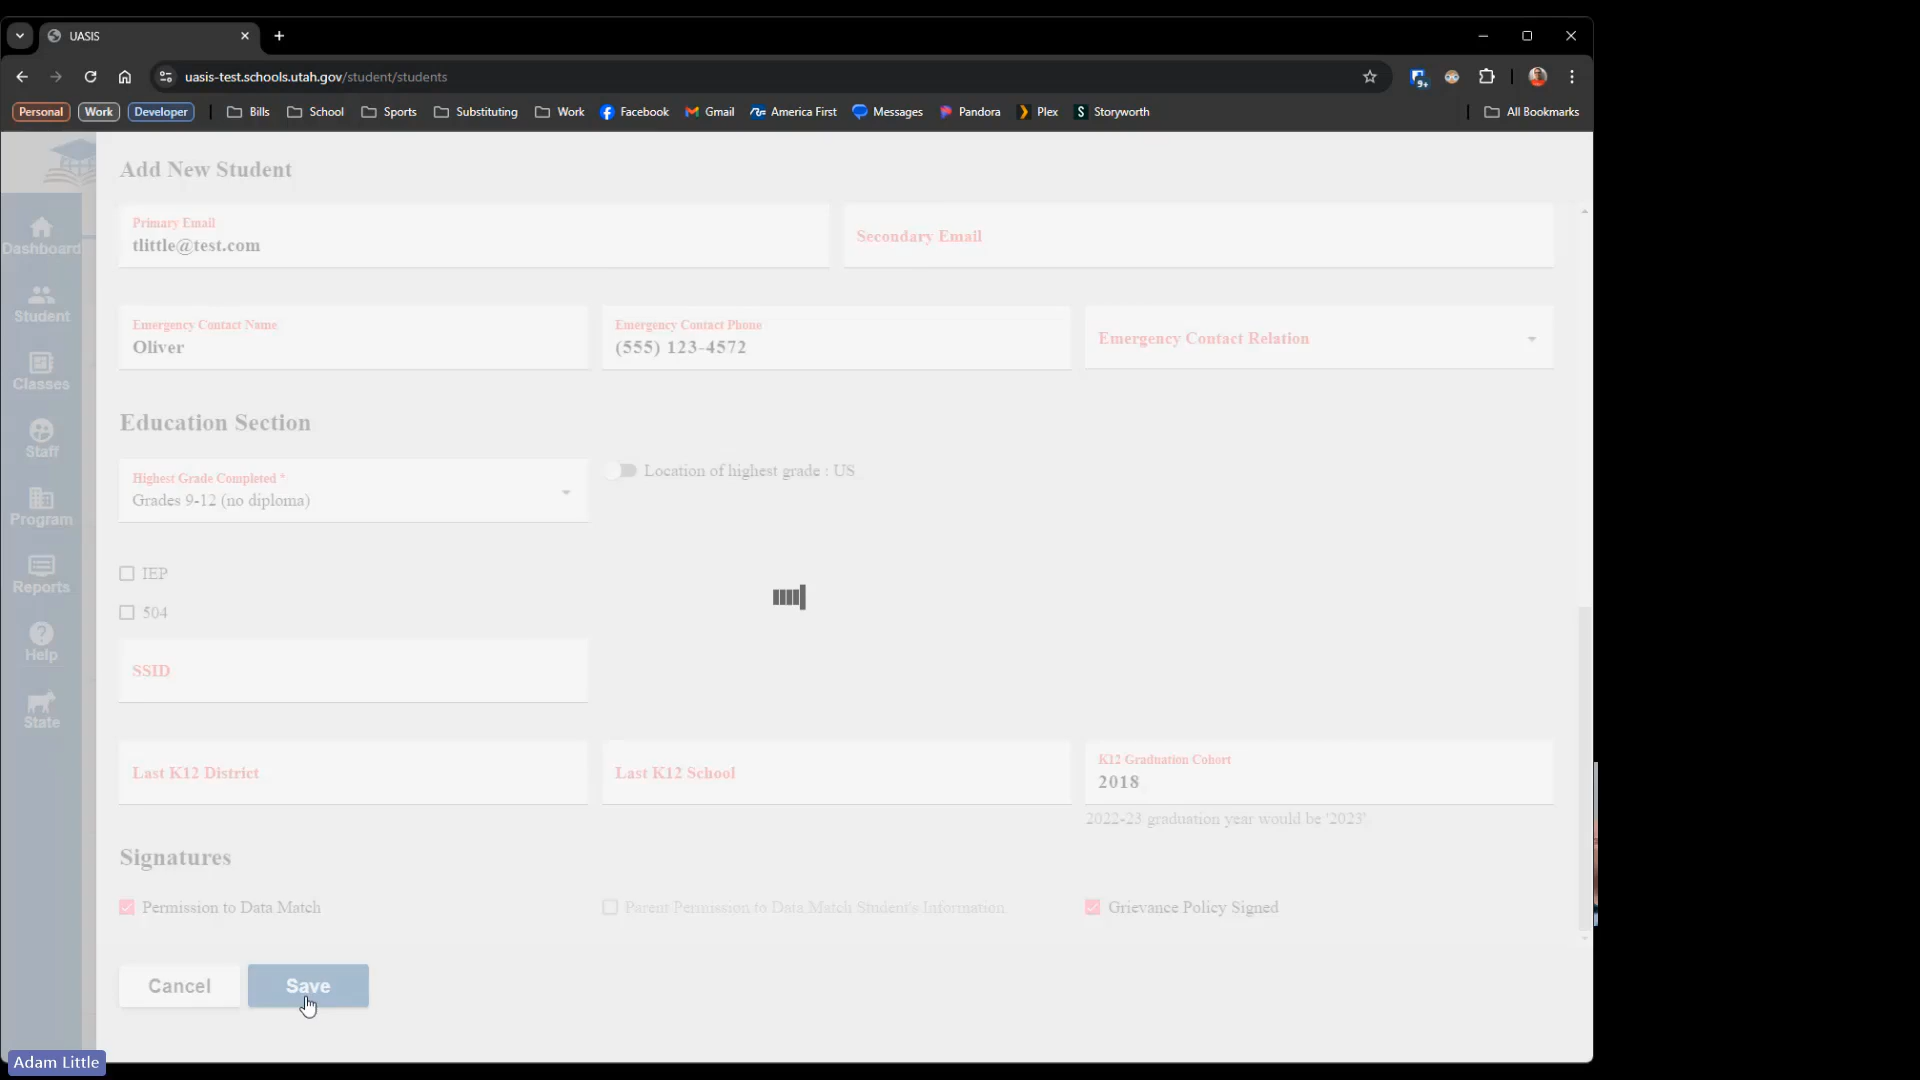 UASIS
uasis-test.schools.utah.gov/student/students
9+
Personal Work Developer Bills School Sports Substituting Work Facebook Gmail America First Messages Pandora Plex Storyworth All Bookmarks
Add New Student
Dashboard
Student
Classes
Staff
Program
Reports
Help
State
Primary Email
tlittle@test.com
Secondary Email
Emergency Contact Name
Oliver
Emergency Contact Phone
(555) 123-4572
Emergency Contact Relation
Education Section
Highest Grade Completed *
Grades 9-12 (no diploma)
Location of highest grade : US
IEP
504
SSID
Last K12 District
Last K12 School
K12 Graduation Cohort
2018
2022-23 graduation year would be '2023'.
Signatures
Permission to Data Match
Parent Permission to Data Match Student's Information
Grievance Policy Signed
Cancel
Save
Adam Little